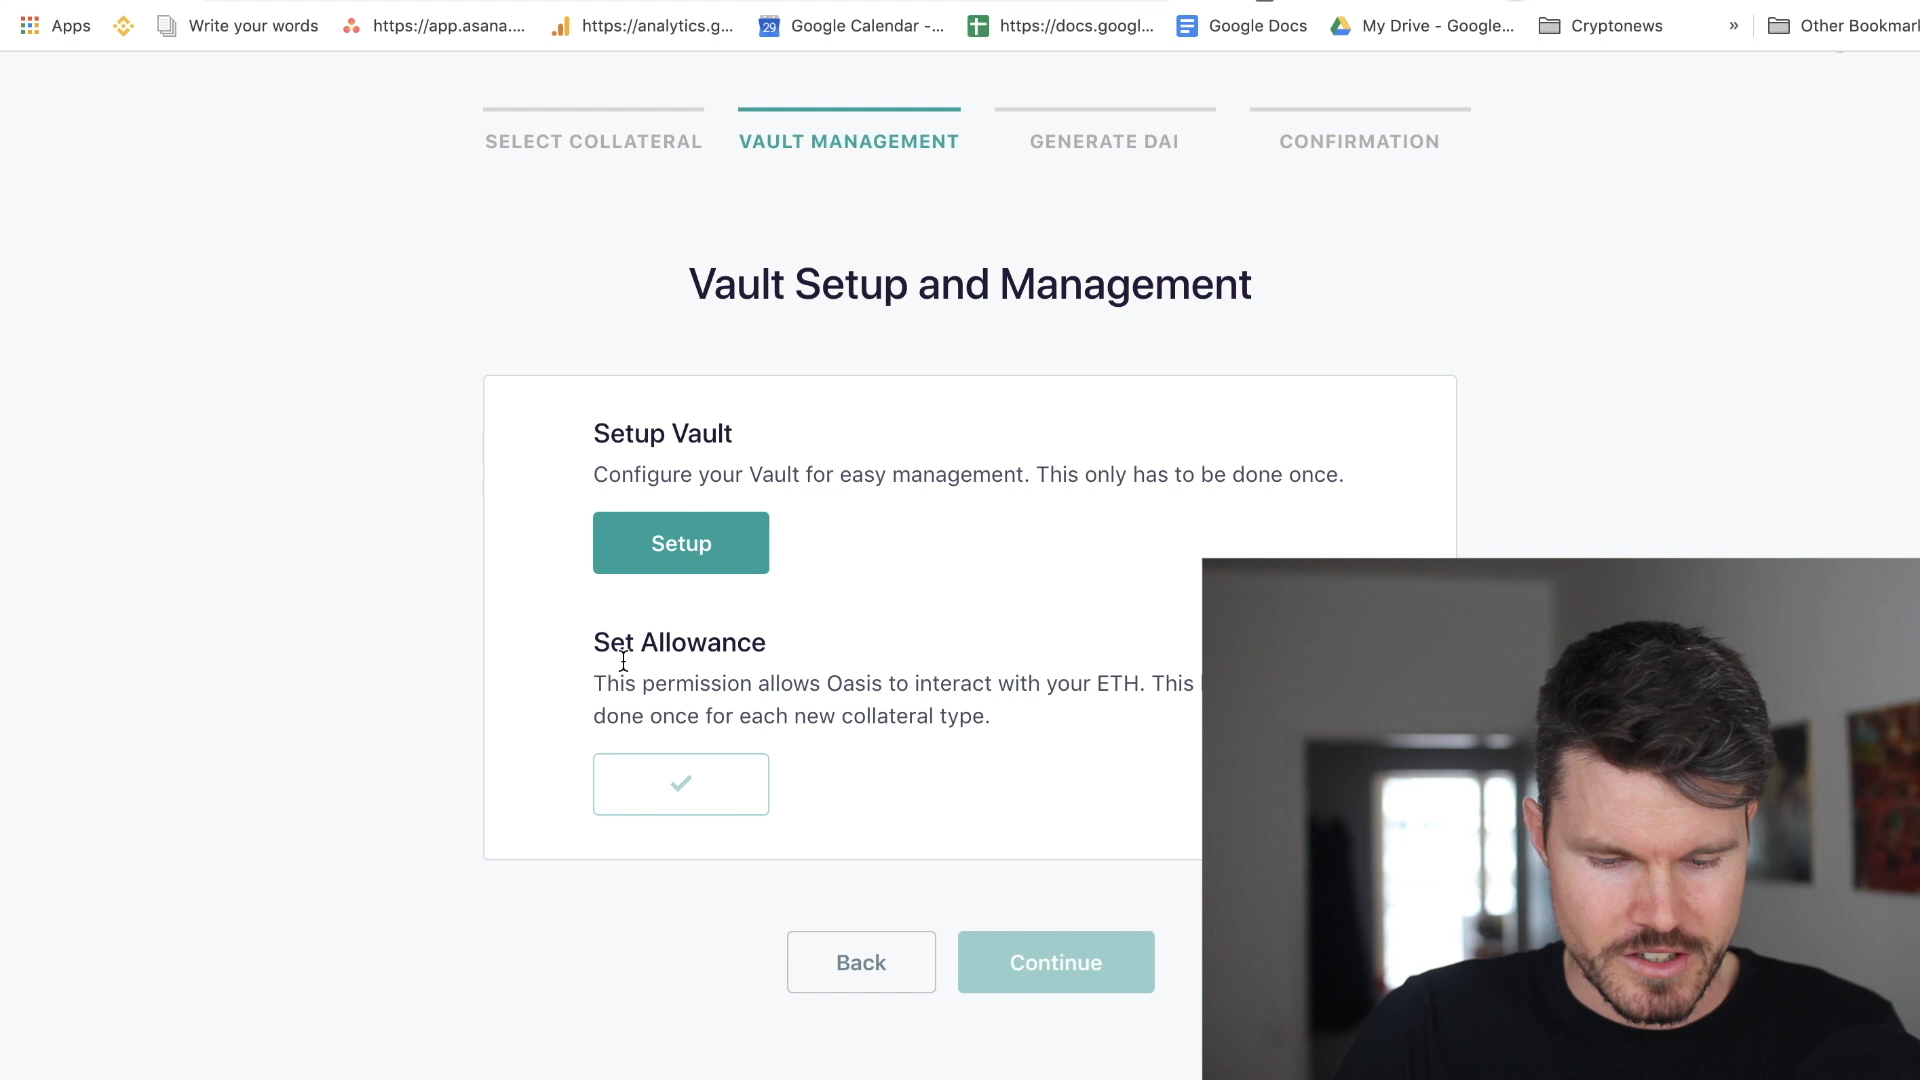 Apps Write your words https://app.asana.... https://analytics.g... 29 Google Calendar -... https://docs.googl... Google Docs My Drive - Google... Cryptonews » Other Bookmark
SELECT COLLATERAL VAULT MANAGEMENT GENERATE DAI CONFIRMATION
Vault Setup and Management
Setup Vault
Configure your Vault for easy management. This only has to be done once.
Setup
Set Allowance
This permission allows Oasis to interact with your ETH. This
done once for each new collateral type.
Back Continue